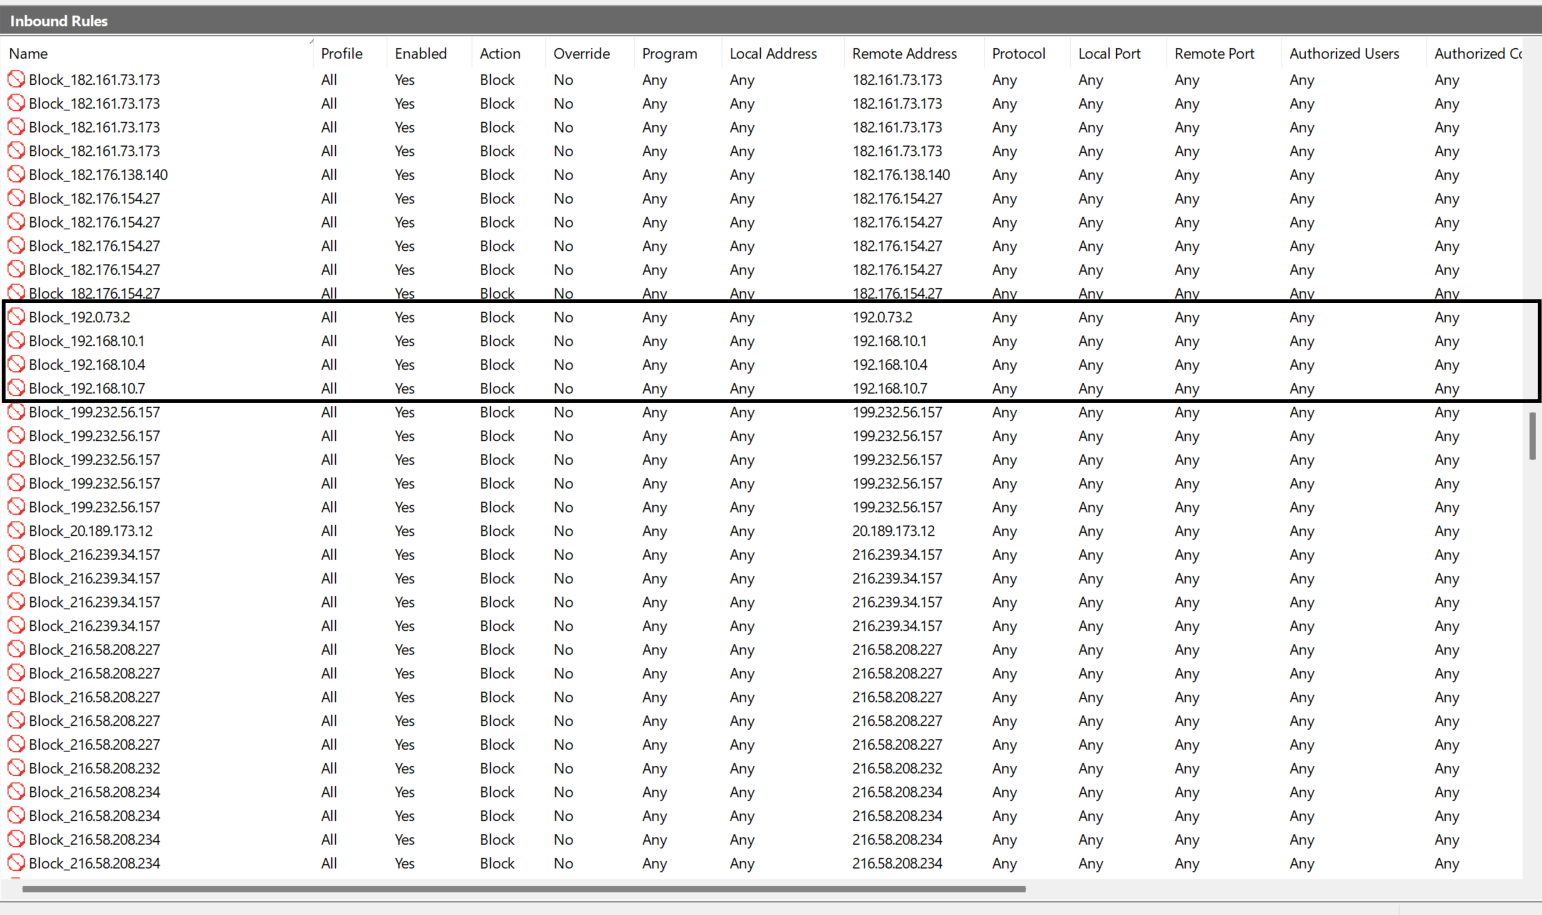 Inbound Rules
Name Profile Enabled Action Override Program Local Address Remote Address Protocol Local Port Remote Port Authorized Users Authorized Co
Block_182.161.73.173 All Yes Block No Any Any 182.161.73.173 Any Any Any Any Any
Block_182.161.73.173 All Yes Block No Any Any 182.161.73.173 Any Any Any Any Any
Block_182.161.73.173 All Yes Block No Any Any 182.161.73.173 Any Any Any Any Any
Block_182.161.73.173 All Yes Block No Any Any 182.161.73.173 Any Any Any Any Any
Block_182.176.138.140 All Yes Block No Any Any 182.176.138.140 Any Any Any Any Any
Block_182.176.154.27 All Yes Block No Any Any 182.176.154.27 Any Any Any Any Any
Block_182.176.154.27 All Yes Block No Any Any 182.176.154.27 Any Any Any Any Any
Block_182.176.154.27 All Yes Block No Any Any 182.176.154.27 Any Any Any Any Any
Block_182.176.154.27 All Yes Block No Any Any 182.176.154.27 Any Any Any Any Any
Block_182.176.154.27 All Yes Block No Any Any 182.176.154.27 Any Any Any Any Any
Block_192.0.73.2 All Yes Block No Any Any 192.0.73.2 Any Any Any Any Any
Block_192.168.10.1 All Yes Block No Any Any 192.168.10.1 Any Any Any Any Any
Block_192.168.10.4 All Yes Block No Any Any 192.168.10.4 Any Any Any Any Any
Block_192.168.10.7 All Yes Block No Any Any 192.168.10.7 Any Any Any Any Any
Block_199.232.56.157 All Yes Block No Any Any 199.232.56.157 Any Any Any Any Any
Block_199.232.56.157 All Yes Block No Any Any 199.232.56.157 Any Any Any Any Any
Block_199.232.56.157 All Yes Block No Any Any 199.232.56.157 Any Any Any Any Any
Block_199.232.56.157 All Yes Block No Any Any 199.232.56.157 Any Any Any Any Any
Block_199.232.56.157 All Yes Block No Any Any 199.232.56.157 Any Any Any Any Any
Block_20.189.173.12 All Yes Block No Any Any 20.189.173.12 Any Any Any Any Any
Block_216.239.34.157 All Yes Block No Any Any 216.239.34.157 Any Any Any Any Any
Block_216.239.34.157 All Yes Block No Any Any 216.239.34.157 Any Any Any Any Any
Block_216.239.34.157 All Yes Block No Any Any 216.239.34.157 Any Any Any Any Any
Block_216.239.34.157 All Yes Block No Any Any 216.239.34.157 Any Any Any Any Any
Block_216.58.208.227 All Yes Block No Any Any 216.58.208.227 Any Any Any Any Any
Block_216.58.208.227 All Yes Block No Any Any 216.58.208.227 Any Any Any Any Any
Block_216.58.208.227 All Yes Block No Any Any 216.58.208.227 Any Any Any Any Any
Block_216.58.208.227 All Yes Block No Any Any 216.58.208.227 Any Any Any Any Any
Block_216.58.208.227 All Yes Block No Any Any 216.58.208.227 Any Any Any Any Any
Block_216.58.208.232 All Yes Block No Any Any 216.58.208.232 Any Any Any Any Any
Block_216.58.208.234 All Yes Block No Any Any 216.58.208.234 Any Any Any Any Any
Block_216.58.208.234 All Yes Block No Any Any 216.58.208.234 Any Any Any Any Any
Block_216.58.208.234 All Yes Block No Any Any 216.58.208.234 Any Any Any Any Any
Block_216.58.208.234 All Yes Block No Any Any 216.58.208.234 Any Any Any Any Any